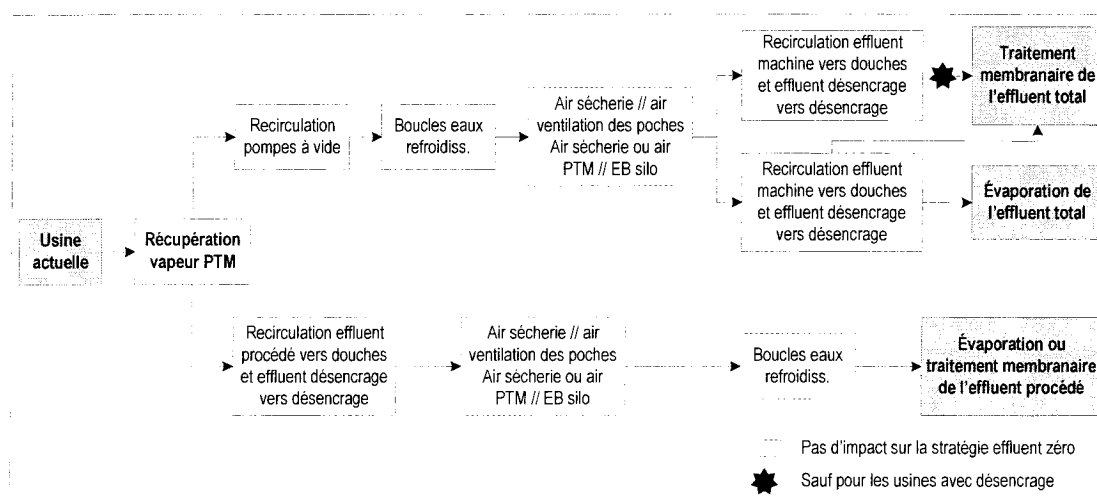 Recirculation effluent
machine vers douches
et effluent désencrage
vers désencrage
Traitement
membranaire de
l'effluent total
Recirculation
pompes à vide
Boucles eaux
refroidiss.
Air sécherie // air
ventilation des poches
Air sécherie ou air
PTM // EB silo
Recirculation effluent
machine vers douches
et effluent désencrage
vers désencrage
Évaporation de
l'effluent total
Usine
actuelle
Récupération
vapeur PTM
Recirculation effluent
procédé vers douches
et effluent désencrage
vers désencrage
Air sécherie // air
ventilation des poches
Air sécherie ou air
PTM // EB silo
Boucles eaux
refroidiss.
Évaporation ou
traitement membranaire
de l'effluent procédé
Pas d'impact sur la stratégie effluent zéro
Sauf pour les usines avec désencrage